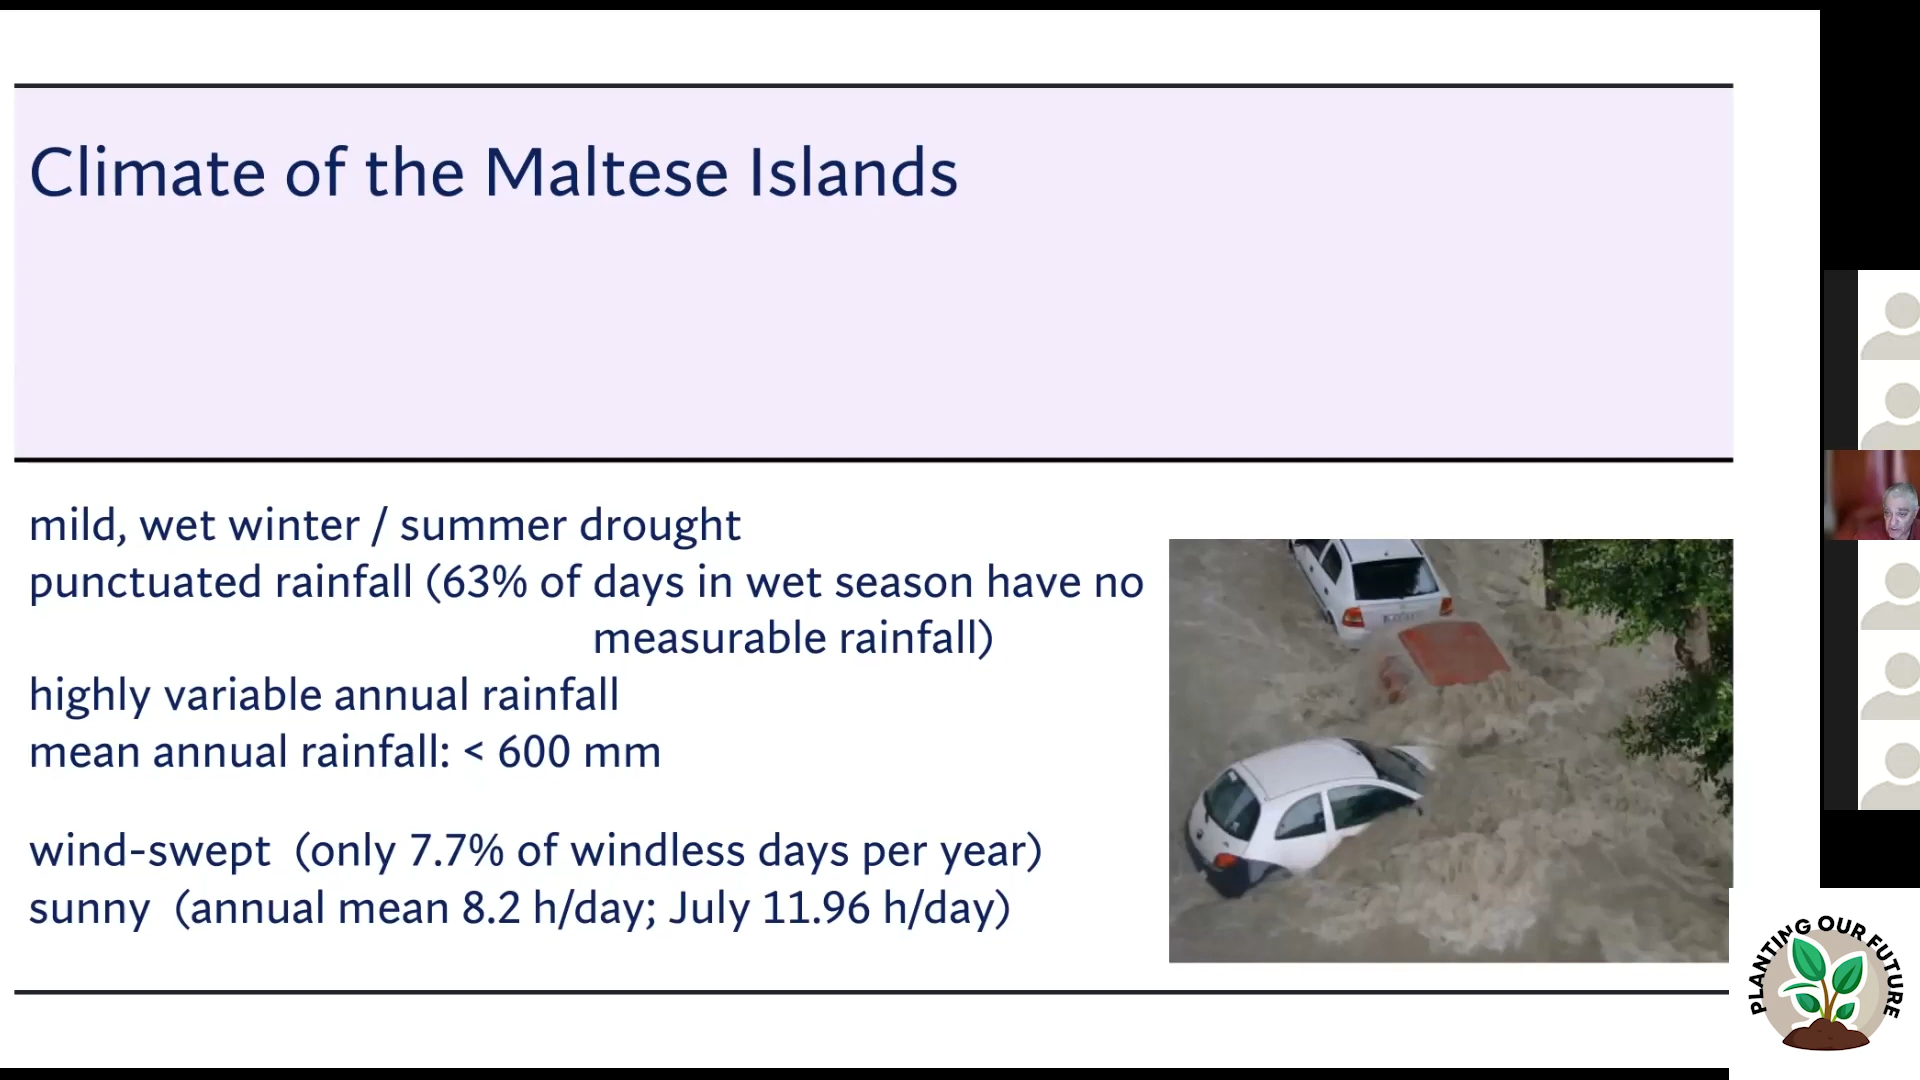 Climate of the Maltese Islands
mild, wet winter / summer drought
punctuated rainfall (63% of days in wet season have no
measurable rainfall)
highly variable annual rainfall
mean annual rainfall: < 600 mm
wind-swept (only 7.7% of windless days per year)
sunny (annual mean 8.2 h/day; July 11.96 h/day)
PLANTING OUR FUTURE